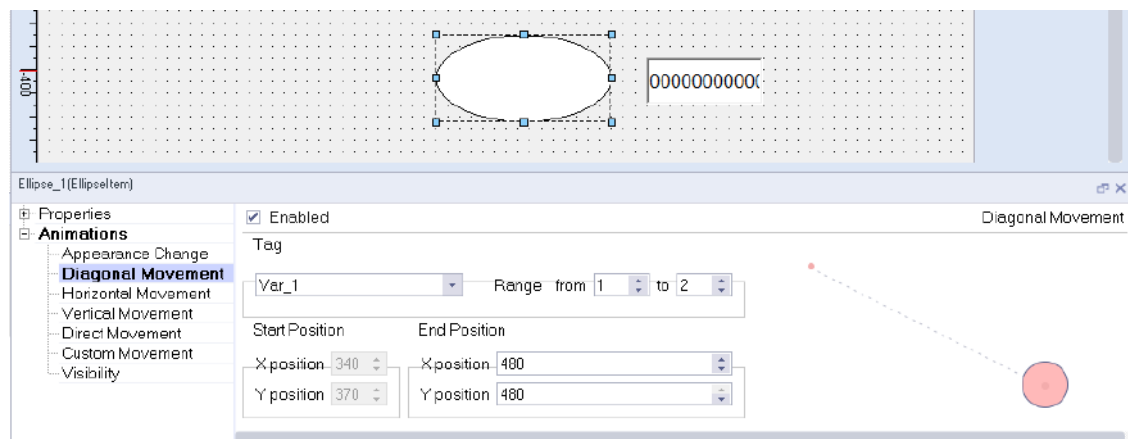 -400
0000000000(
Ellipse_1(EllipseItem)
Properties
Animations
Appearance Change
Diagonal Movement
Horizontal Movement
Vertical Movement
Direct Movement
Custom Movement
Visibility
Enabled
Diagonal Movement
Tag
Var_1 Range from 1 to 2
Start Position End Position
X position 340 X position 480
Y position 370 Y position 480